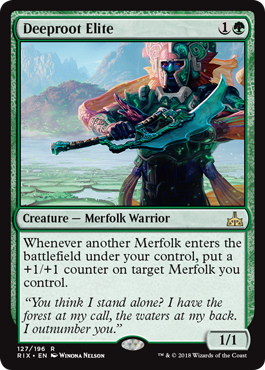 Deeproot Elite 1
Creature — Merfolk Warrior
Whenever another Merfolk enters the
battlefield under your control, put a
+1/+1 counter on target Merfolk you
control.
“You think I stand alone? I have the
forest at my call, the waters at my back.
I outnumber you.”
1/1
127/196 R
RIX • EN Winona Nelson
™ & © 2018 Wizards of the Coast